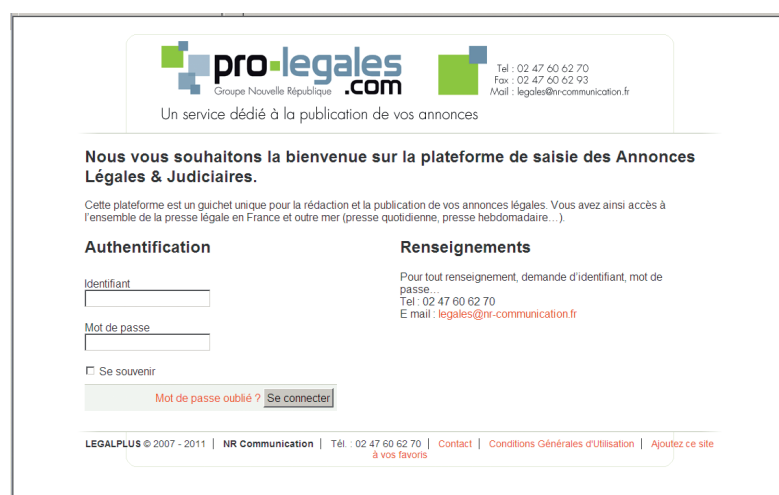 pro-legales
Groupe Nouvelle République .COM
Tel : 02 47 60 62 70
Fax : 02 47 60 62 93
Mail : legales@nr-communication.fr
Un service dédié à la publication de vos annonces
Nous vous souhaitons la bienvenue sur la plateforme de saisie des Annonces
Légales & Judiciaires.
Cette plateforme est un guichet unique pour la rédaction et la publication de vos annonces légales. Vous avez ainsi accès à
l'ensemble de la presse légale en France et outre mer (presse quotidienne, presse hebdomadaire…).
Authentification
Identifiant
Mot de passe
Se souvenir
Mot de passe oublié ? Se connecter
Renseignements
Pour tout renseignement, demande d'identifiant, mot de
passe…
Tel : 02 47 60 62 70
E mail : legales@nr-communication.fr
LEGALPLUS © 2007 - 2011 | NR Communication | Tél. : 02 47 60 62 70 | Contact | Conditions Générales d'Utilisation | Ajoutez ce site
à vos favoris